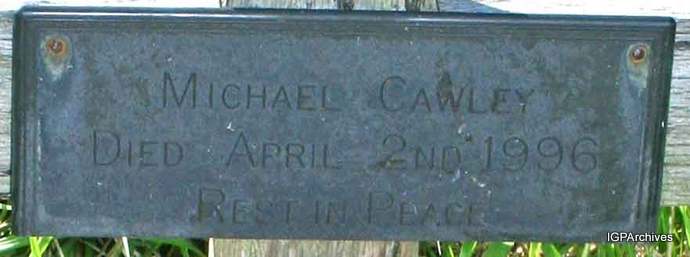 Michael Cawley
Died April 2nd 1996
Rest in Peace
IGPArchives